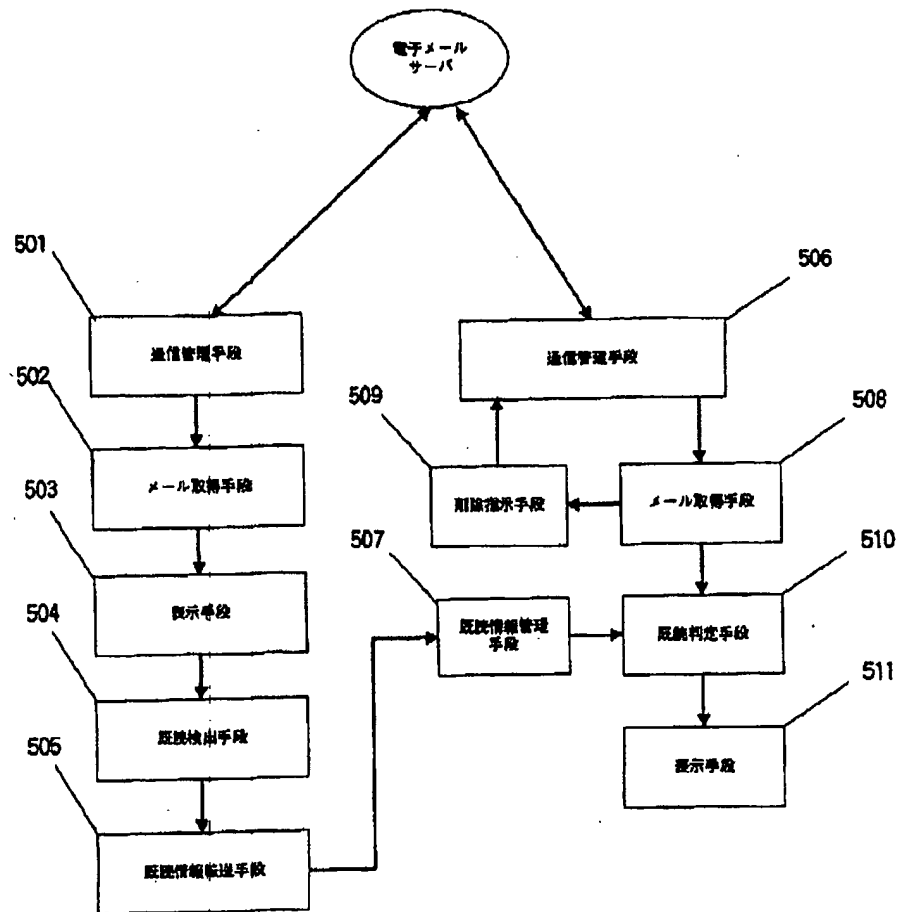 電子メール
サーバ
501
通信管理手段
502
メール取得手段
503
表示手段
504
既読検出手段
505
既読情報転送手段
506
通信管理手段
509
削除指示手段
508
メール取得手段
507
既読情報管理
手段
510
既読判定手段
511
表示手段